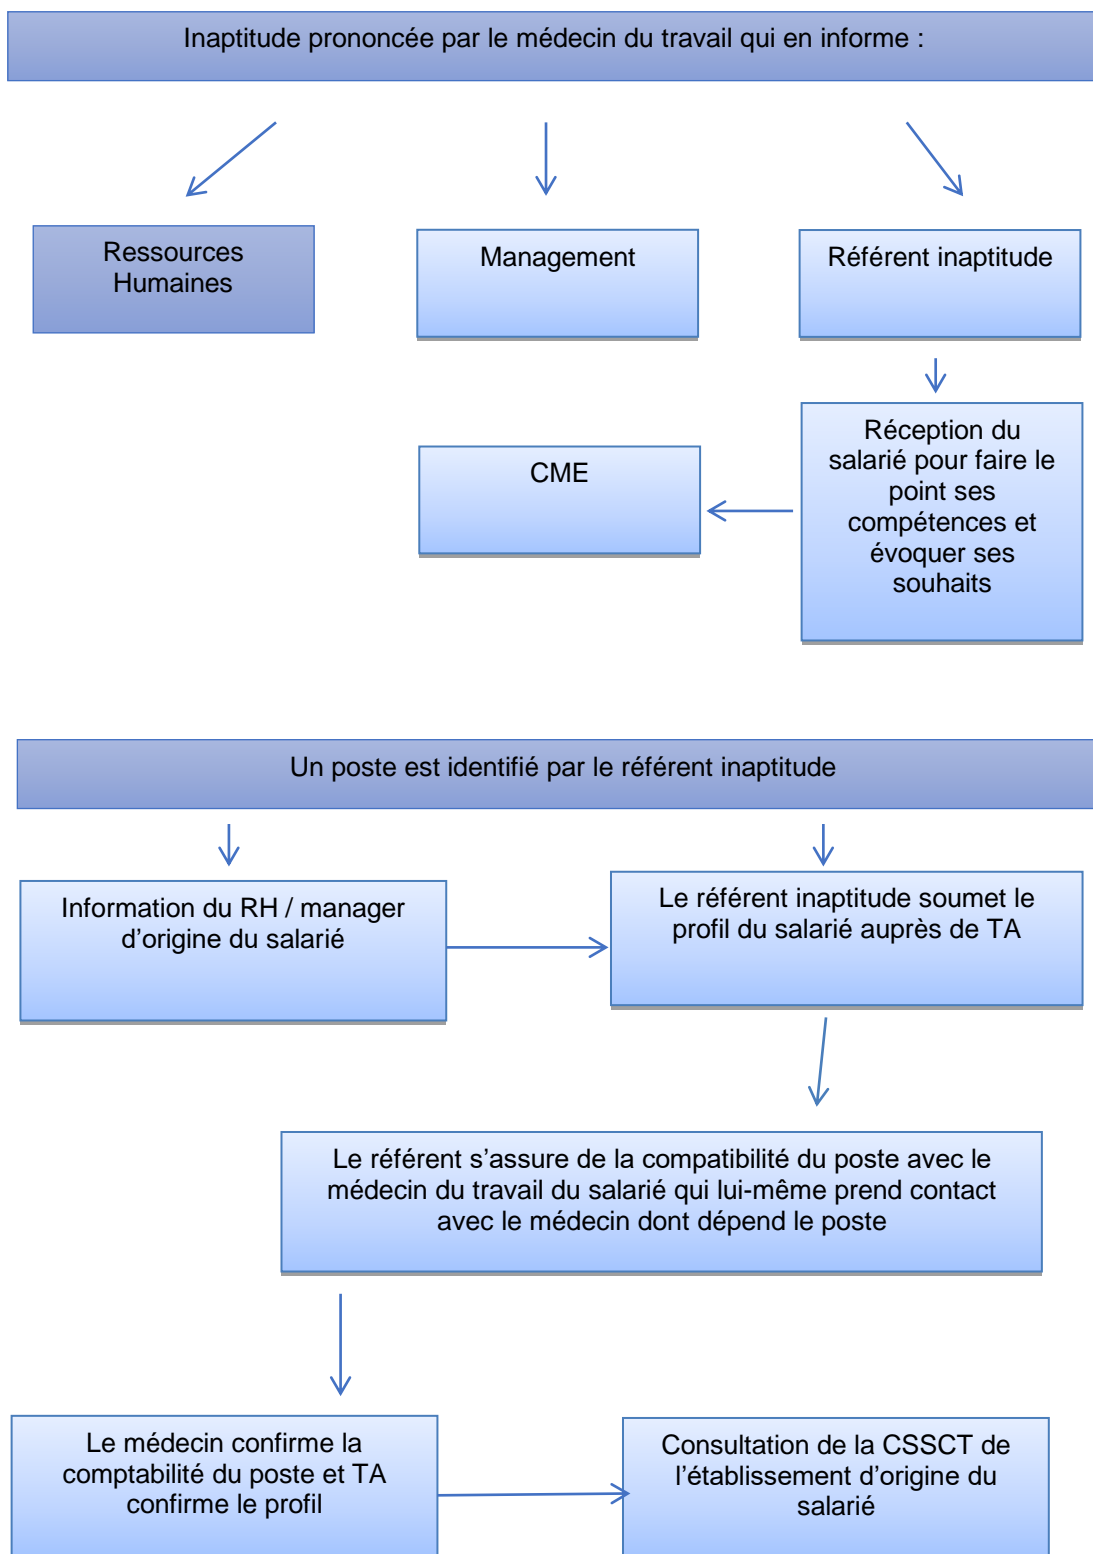 Inaptitude prononcée par le médecin du travail qui en informe :
Ressources
Humaines
Management
Référent inaptitude
CME
Réception du
salarié pour faire le
point ses
compétences et
évoquer ses
souhaits
Un poste est identifié par le référent inaptitude
Information du RH / manager
d’origine du salarié
Le référent inaptitude soumet le
profil du salarié auprès de TA
Le référent s’assure de la compatibilité du poste avec le
médecin du travail du salarié qui lui-même prend contact
avec le médecin dont dépend le poste
Le médecin confirme la
comptabilité du poste et TA
confirme le profil
Consultation de la CSSCT de
l’établissement d’origine du
salarié